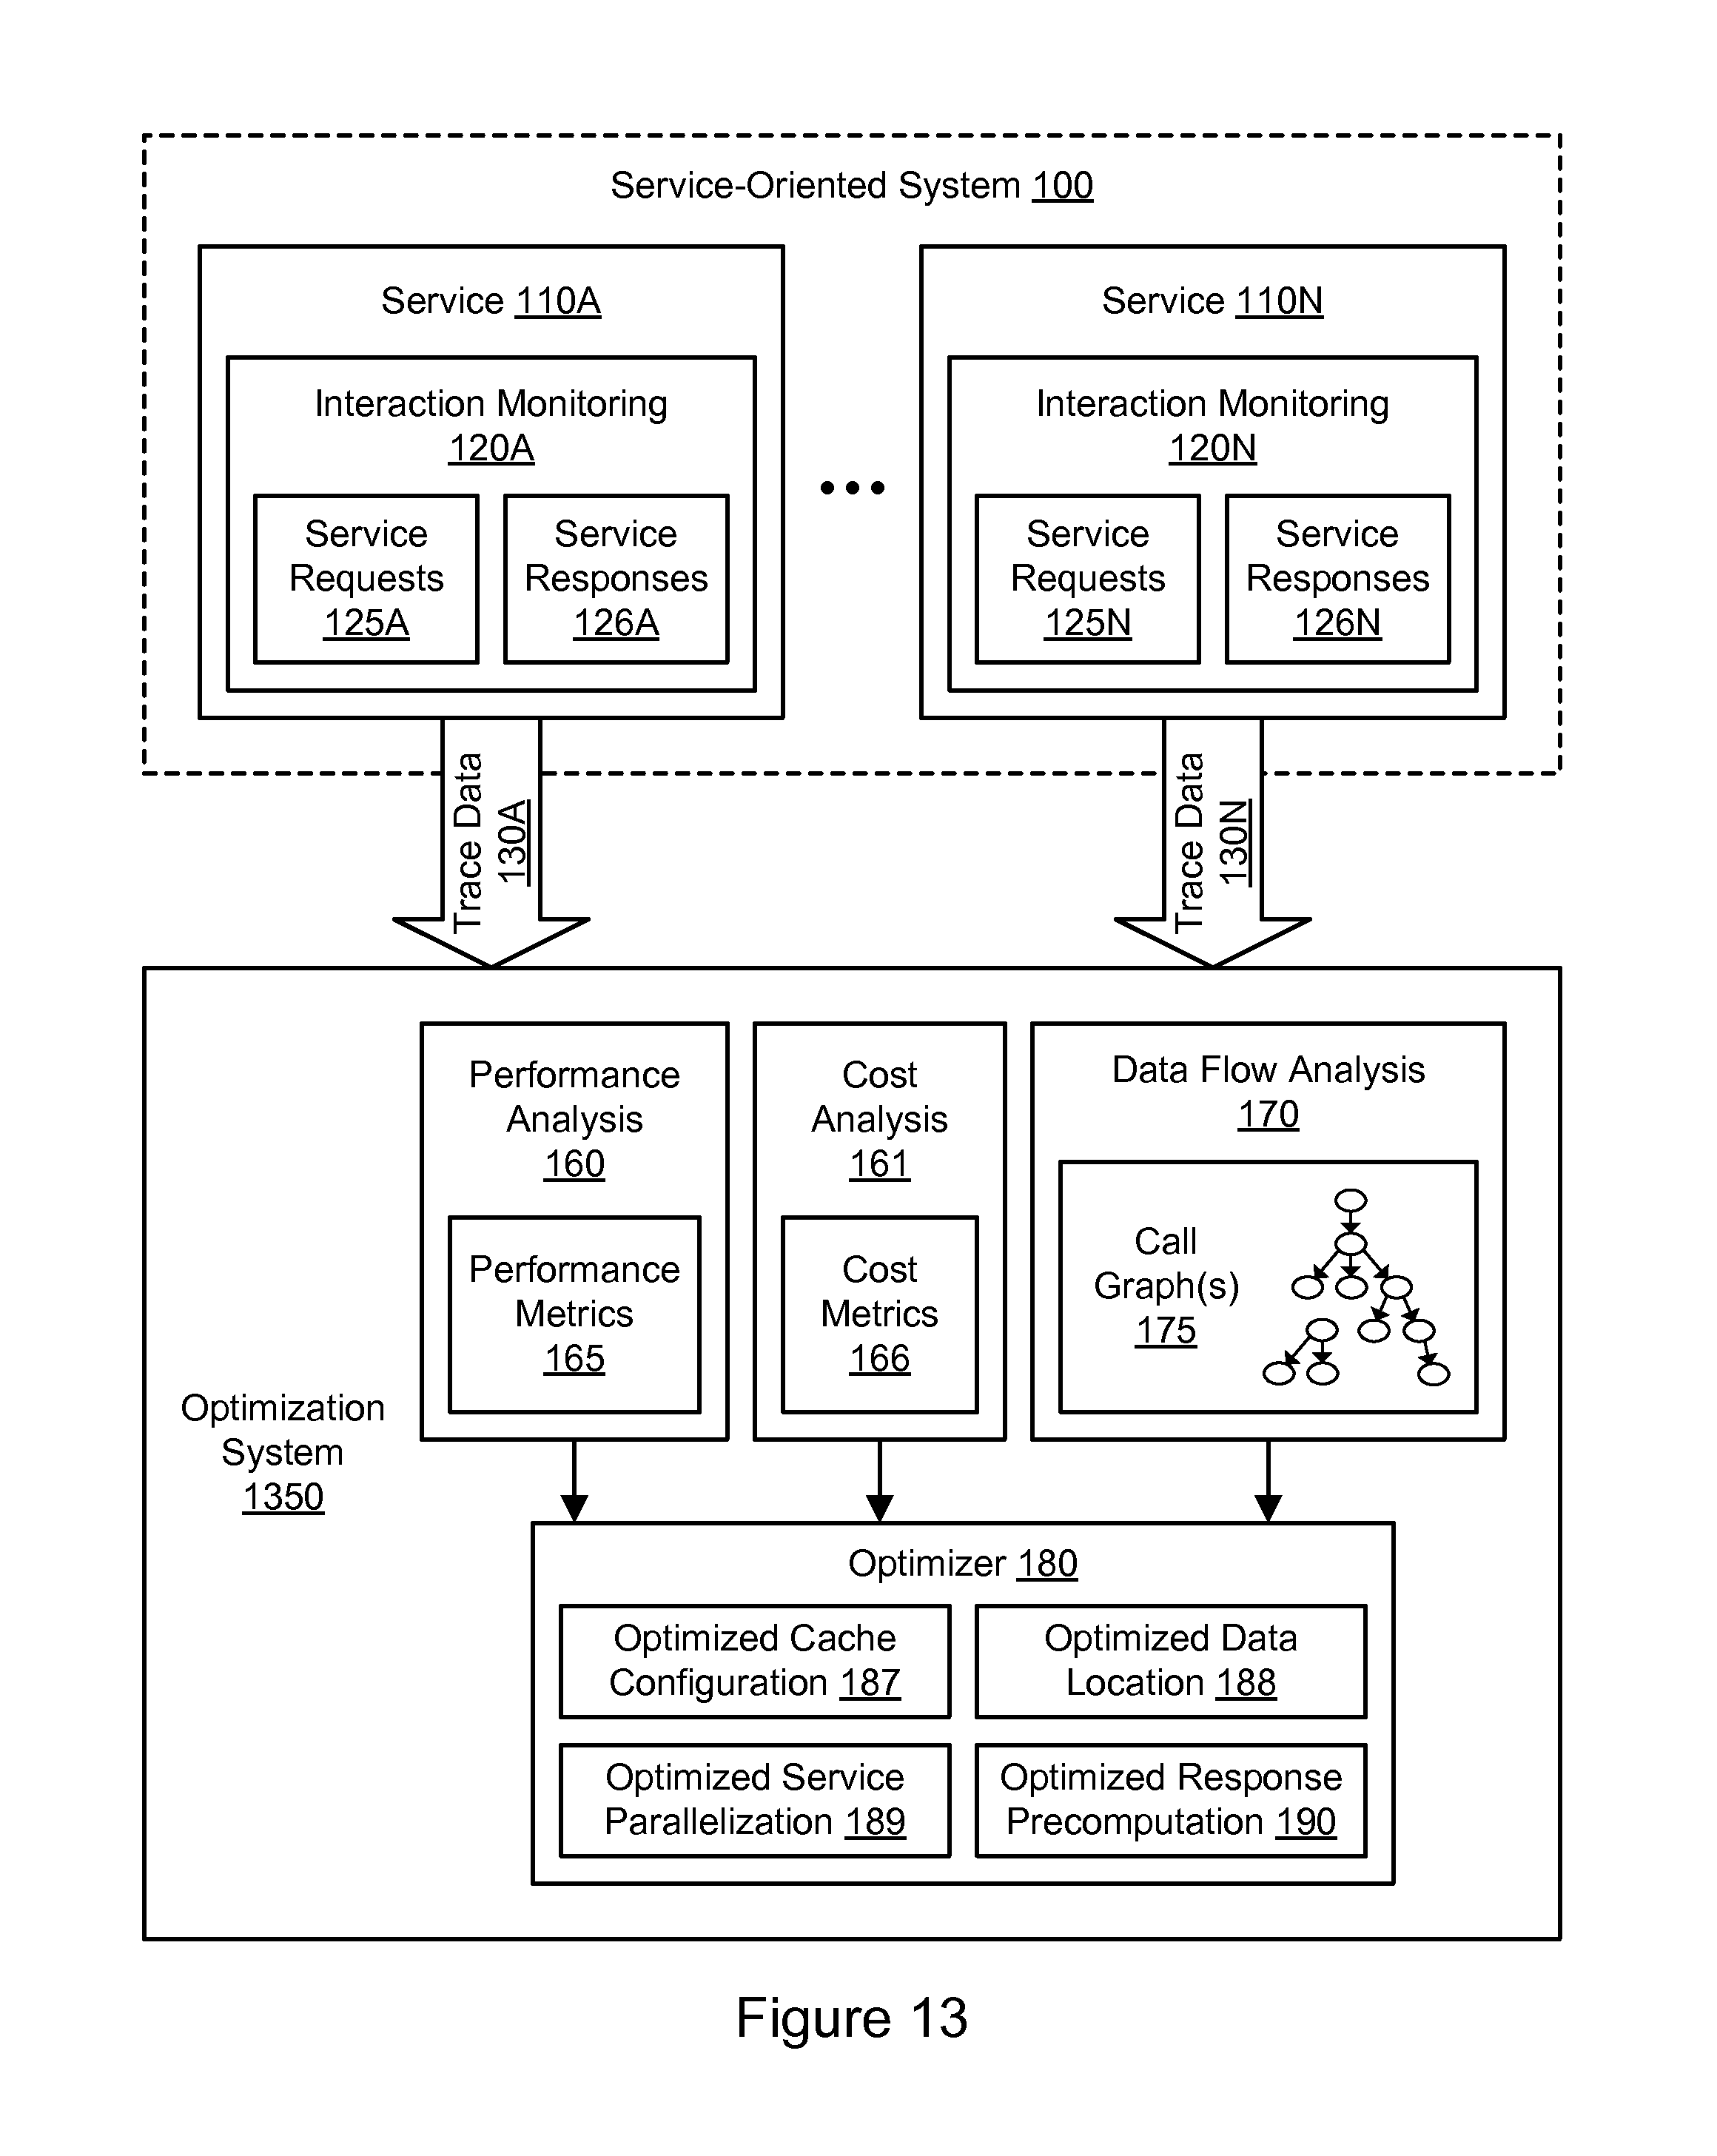 Service-Oriented System 100
Service 110A
Interaction Monitoring
120A
Service
Requests
125A
Service
Responses
126A
Service 110N
Interaction Monitoring
120N
Service
Requests
125N
Service
Responses
126N
Trace Data
130A
Trace Data
130N
Optimization
System
1350
Performance
Analysis
160
Performance
Metrics
165
Cost
Analysis
161
Cost
Metrics
166
Data Flow Analysis
170
Call
Graph(s)
175
Optimizer 180
Optimized Cache
Configuration 187
Optimized Data
Location 188
Optimized Service
Parallelization 189
Optimized Response
Precomputation 190
Figure 13